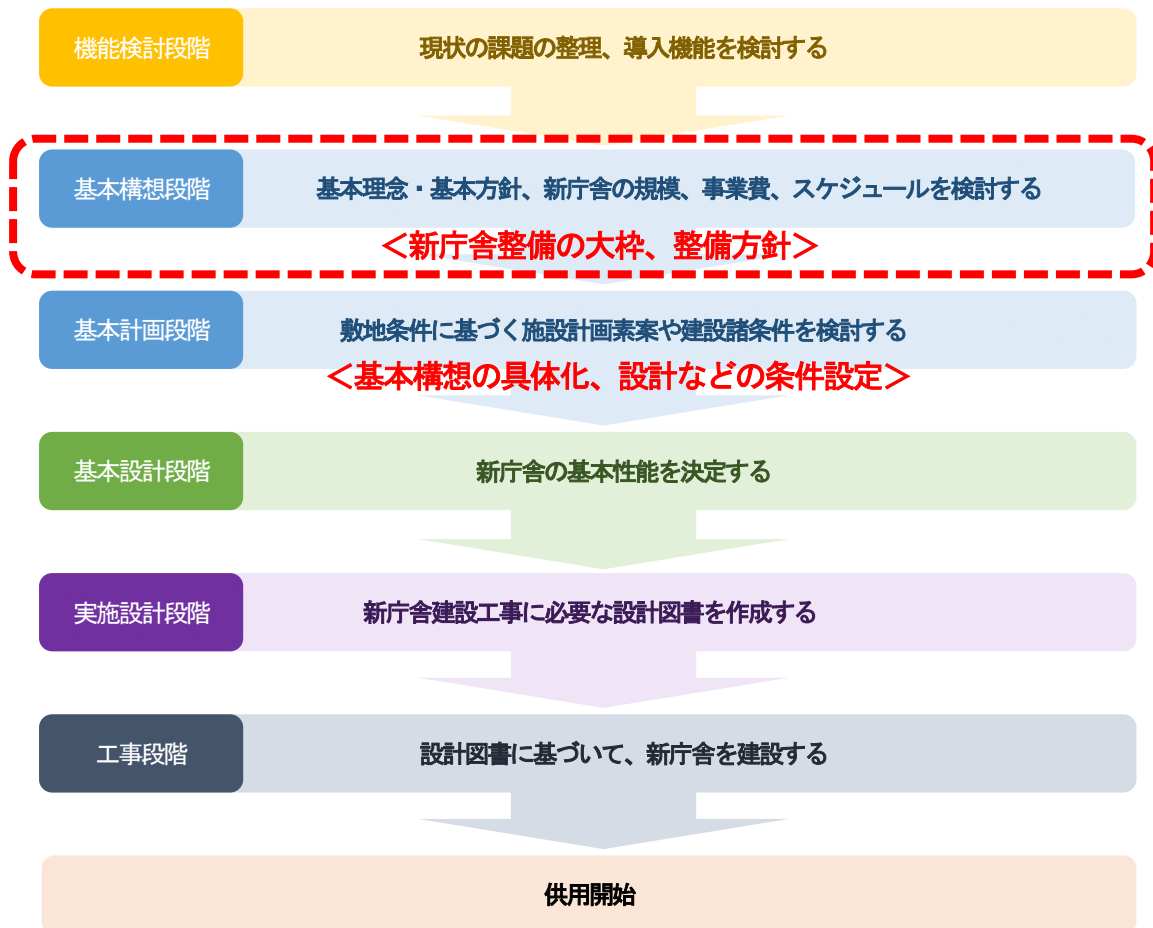 機能検討段階
現状の課題の整理、導入機能を検討する
基本構想段階
基本理念・基本方針、新庁舎の規模、事業費、スケジュールを検討する
＜新庁舎整備の大枠、整備方針＞
基本計画段階
敷地条件に基づく施設計画素案や建設諸条件を検討する
＜基本構想の具体化、設計などの条件設定＞
基本設計段階
新庁舎の基本性能を決定する
実施設計段階
新庁舎建設工事に必要な設計図書を作成する
工事段階
設計図書に基づいて、新庁舎を建設する
供用開始